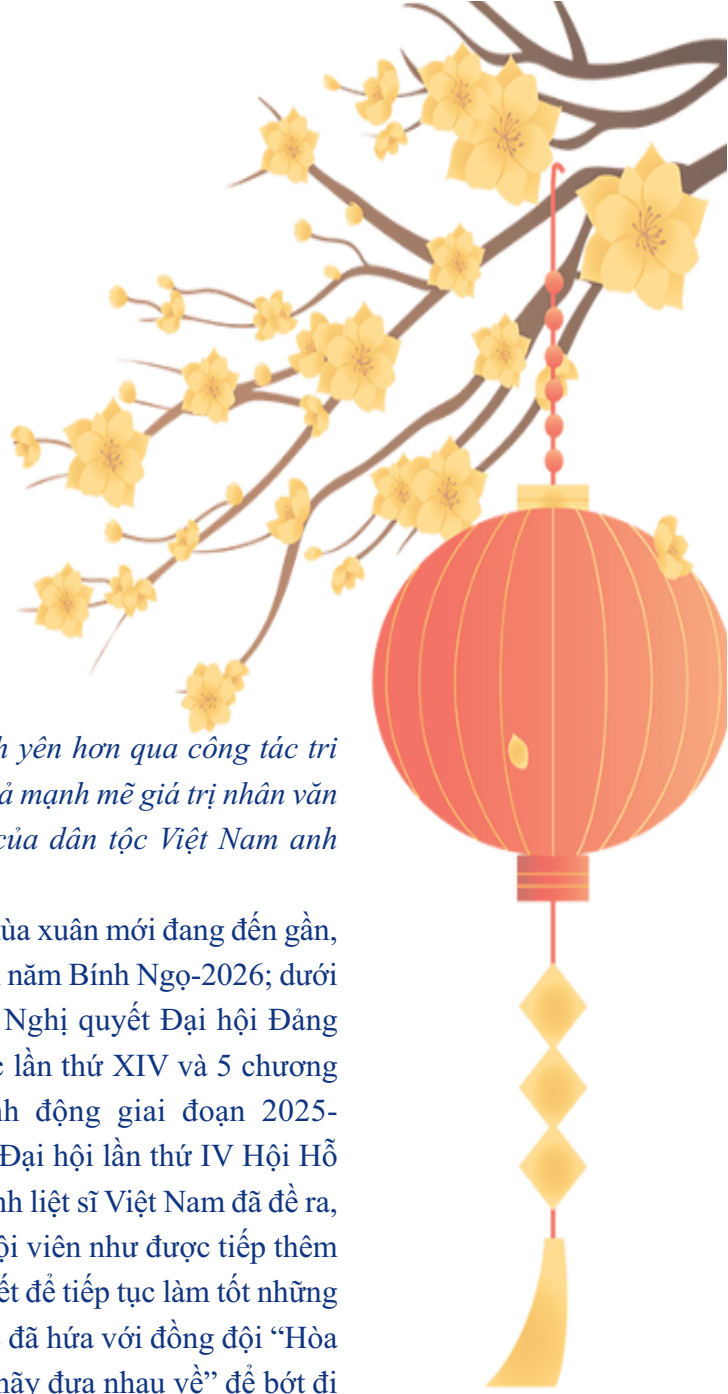 h yên hơn qua công tác tri
ả mạnh mẽ giá trị nhân văn
của dân tộc Việt Nam anh
ùa xuân mới đang đến gần,
năm Bính Ngọ-2026; dưới
Nghị quyết Đại hội Đảng
c lần thứ XIV và 5 chương
nh động giai đoạn 2025-
Đại hội lần thứ IV Hội Hỗ
nh liệt sĩ Việt Nam đã đề ra,
ội viên như được tiếp thêm
ết để tiếp tục làm tốt những
đã hứa với đồng đội “Hòa
hãy đưa nhau về” để bớt đi